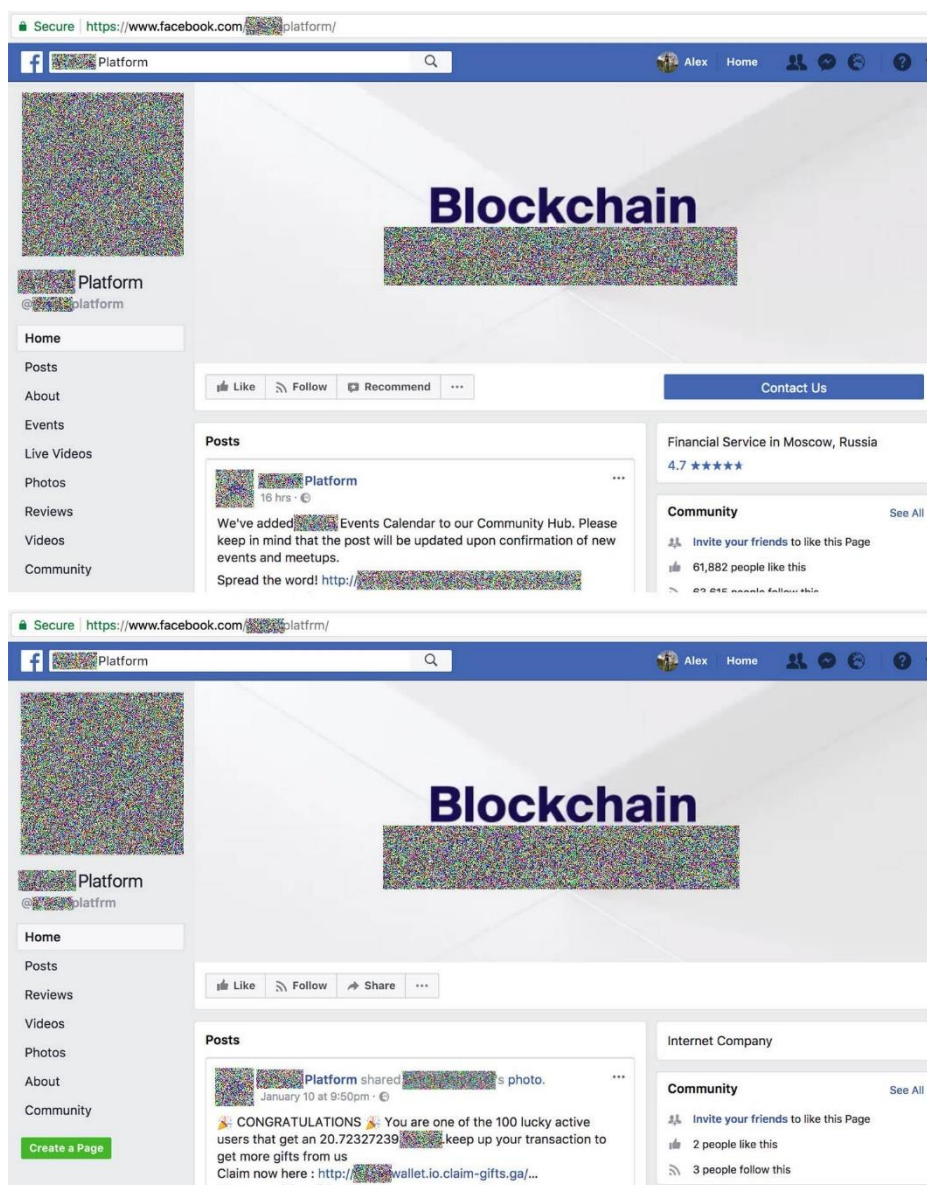 Secure https://www.facebook.com/ platform/
Platform
Alex Home
Blockchain
Platform
@ platform
Home
Posts
About
Events
Live Videos
Photos
Reviews
Videos
Community
Like Follow Recommend ...
Contact Us
Posts
Platform
16 hrs ·
We've added Events Calendar to our Community Hub. Please
keep in mind that the post will be updated upon confirmation of new
events and meetups.
Spread the word! http://
Financial Service in Moscow, Russia
4.7
Community See All
Invite your friends to like this Page
61,882 people like this
63,615 people follow this
Secure https://www.facebook.com/ platfrm/
Platform
Alex Home
Blockchain
Platform
@ platfrm
Home
Posts
Reviews
Videos
Photos
About
Community
Create a Page
Like Follow Share ...
Posts
Platform shared 's photo.
January 10 at 9:50pm ·
CONGRATULATIONS You are one of the 100 lucky active
users that get an 20.72327239 .keep up your transaction to
get more gifts from us
Claim now here : http:// wallet.io.claim-gifts.ga/...
Internet Company
Community See All
Invite your friends to like this Page
2 people like this
3 people follow this